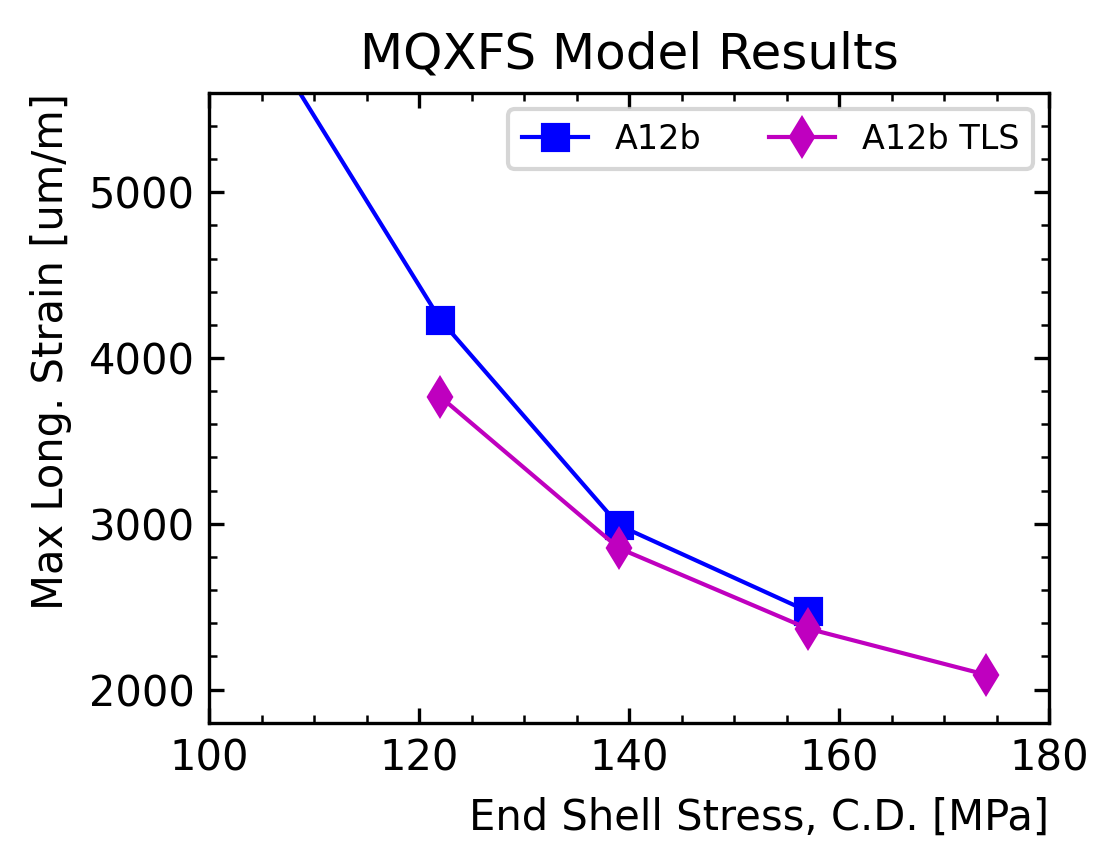 MQXFS Model Results
A12b
A12b TLS
Max Long. Strain [um/m]
5000
4000
3000
2000
100 120 140 160 180
End Shell Stress, C.D. [MPa]